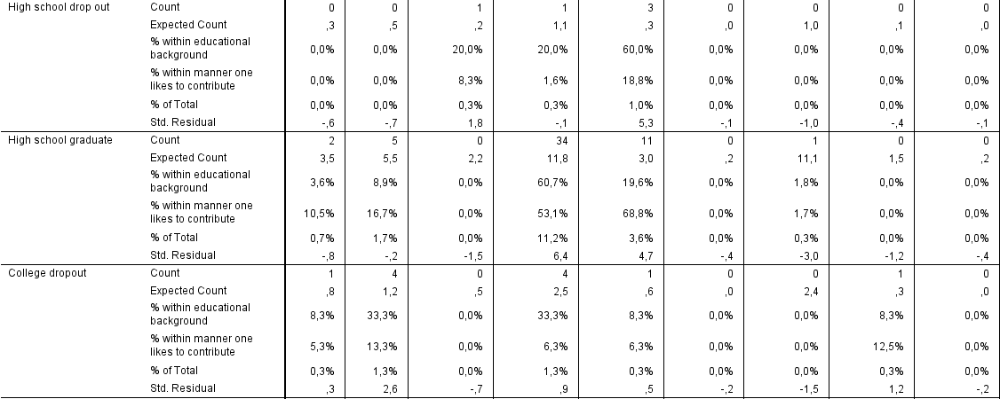 High school drop out Count 0 0 1 1 3 0 0 0 0
Expected Count ,3 ,5 ,2 1,1 ,3 ,0 1,0 ,1 ,0
% within educational
background 0,0% 0,0% 20,0% 20,0% 60,0% 0,0% 0,0% 0,0% 0,0%
% within manner one
likes to contribute 0,0% 0,0% 8,3% 1,6% 18,8% 0,0% 0,0% 0,0% 0,0%
% of Total 0,0% 0,0% 0,3% 0,3% 1,0% 0,0% 0,0% 0,0% 0,0%
Std. Residual -,6 -,7 1,8 -,1 5,3 -,1 -1,0 -,4 -,1
High school graduate Count 2 5 0 34 11 0 1 0 0
Expected Count 3,5 5,5 2,2 11,8 3,0 ,2 11,1 1,5 ,2
% within educational
background 3,6% 8,9% 0,0% 60,7% 19,6% 0,0% 1,8% 0,0% 0,0%
% within manner one
likes to contribute 10,5% 16,7% 0,0% 53,1% 68,8% 0,0% 1,7% 0,0% 0,0%
% of Total 0,7% 1,7% 0,0% 11,2% 3,6% 0,0% 0,3% 0,0% 0,0%
Std. Residual -,8 -,2 -1,5 6,4 4,7 -,4 -3,0 -1,2 -,4
College dropout Count 1 4 0 4 1 0 0 1 0
Expected Count ,8 1,2 ,5 2,5 ,6 ,0 2,4 ,3 ,0
% within educational
background 8,3% 33,3% 0,0% 33,3% 8,3% 0,0% 0,0% 8,3% 0,0%
% within manner one
likes to contribute 5,3% 13,3% 0,0% 6,3% 6,3% 0,0% 0,0% 12,5% 0,0%
% of Total 0,3% 1,3% 0,0% 1,3% 0,3% 0,0% 0,0% 0,3% 0,0%
Std. Residual ,3 2,6 -,7 ,9 ,5 -,2 -1,5 1,2 -,2